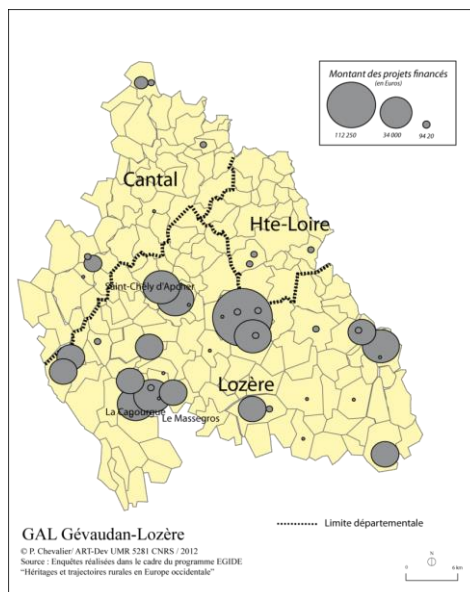 Montant des projets financés
(en Euros)
112 250
34 000
94 20
Cantal
Hte-Loire
Saint-Chély d'Apcher
Lozère
La Canourgue
Le Massegros
GAL Gévaudan-Lozère
Limite départementale
© P. Chevalier/ ART-Dev UMR 5281 CNRS / 2012
Source : Enquêtes réalisées dans le cadre du programme EGIDE
"Héritages et trajectoires rurales en Europe occidentale"
N
0 6 km